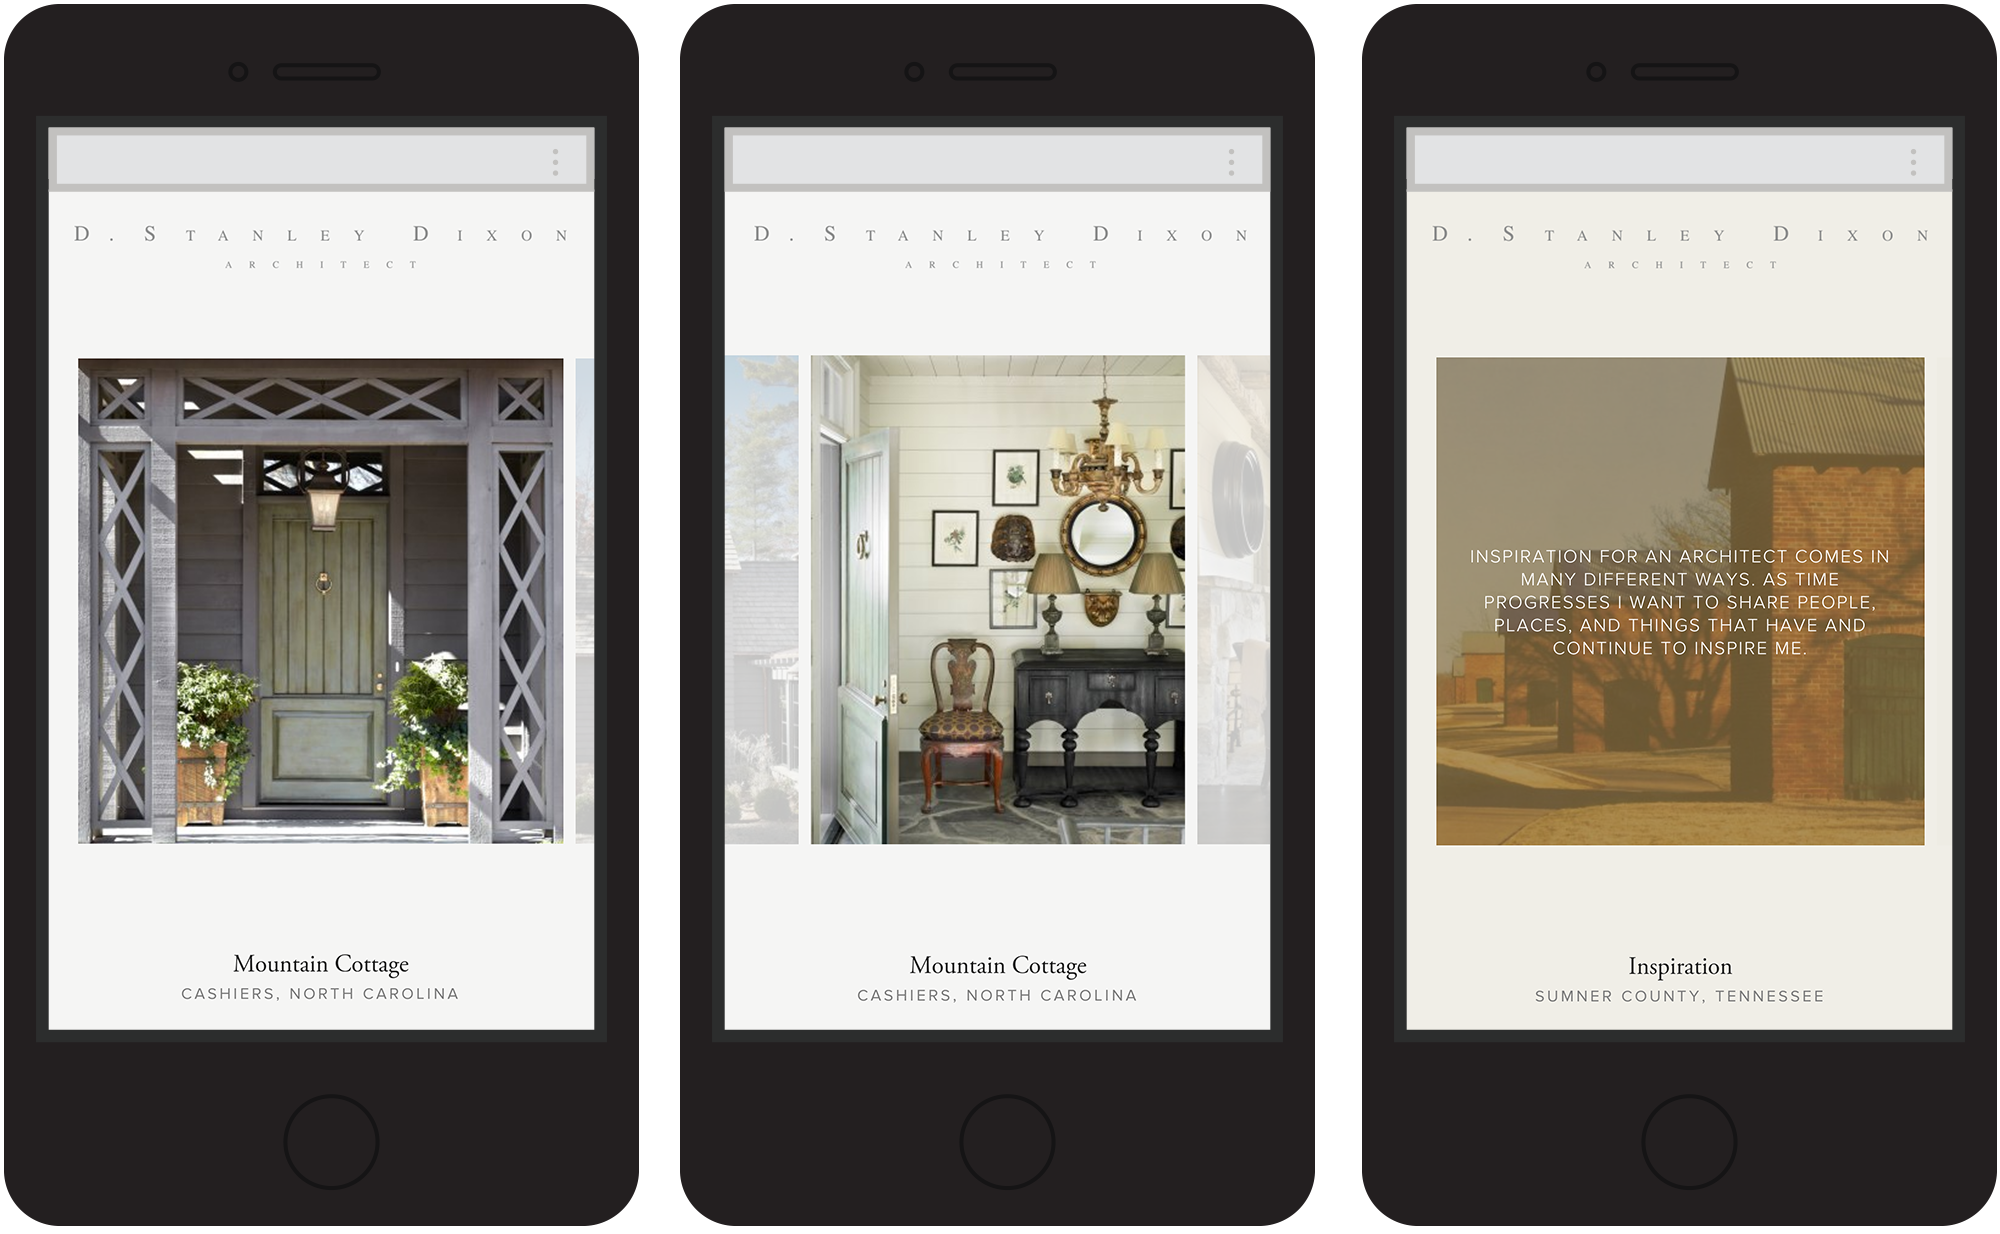 D. STANLEY DIXON
ARCHITECT
Mountain Cottage
CASHIERS, NORTH CAROLINA
D. STANLEY DIXON
ARCHITECT
Mountain Cottage
CASHIERS, NORTH CAROLINA
D. STANLEY DIXON
ARCHITECT
INSPIRATION FOR AN ARCHITECT COMES IN
MANY DIFFERENT WAYS. AS TIME
PROGRESSES I WANT TO SHARE PEOPLE,
PLACES, AND THINGS THAT HAVE AND
CONTINUE TO INSPIRE ME.
Inspiration
SUMNER COUNTY, TENNESSEE